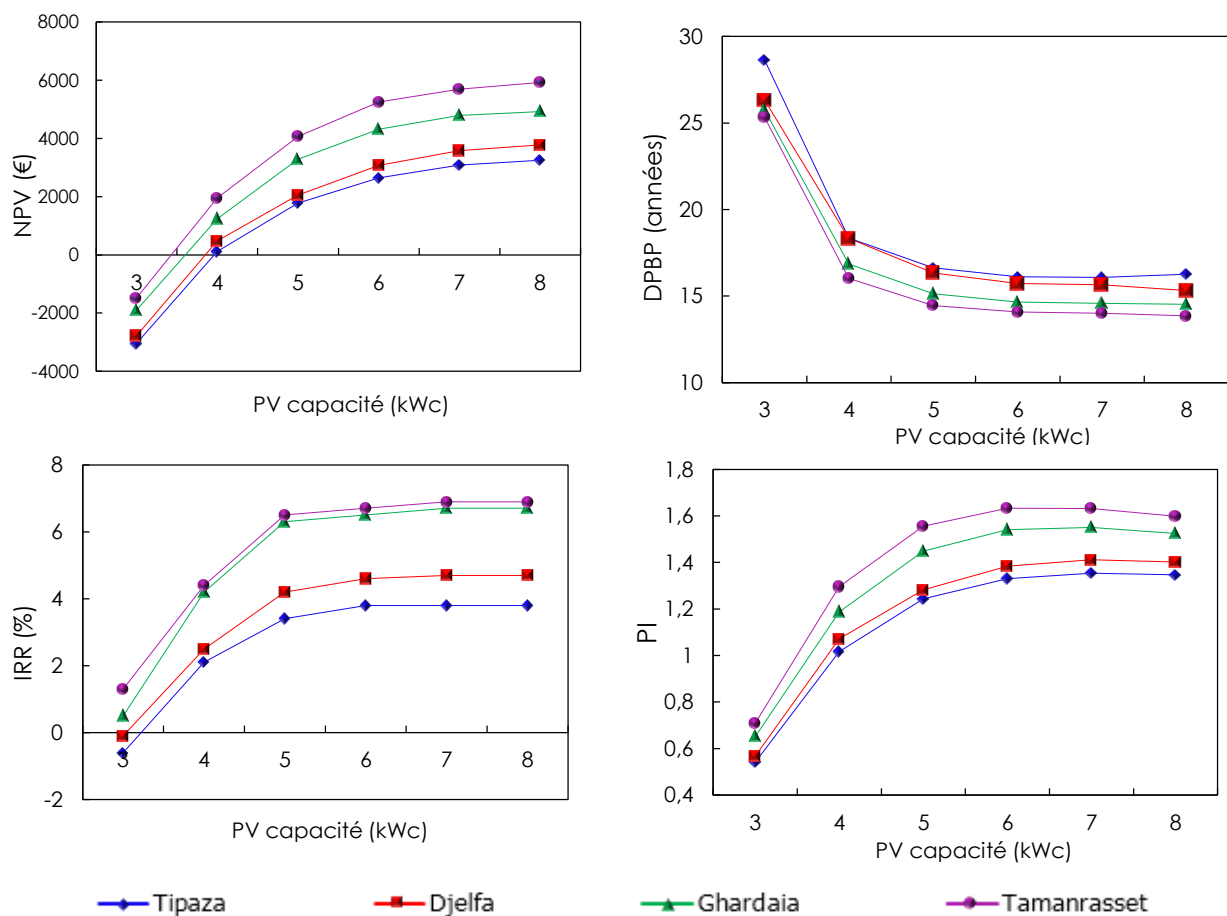 8000
6000
4000
2000
0
-2000
-4000
NPV (€)
3 4 5 6 7 8
PV capacité (kWc)
30
25
20
15
10
DPBP (années)
3 4 5 6 7 8
PV capacité (kWc)
8
6
4
2
0
-2
IRR (%)
3 4 5 6 7 8
PV capacité (kWc)
1,8
1,6
1,4
1,2
1
0,8
0,6
0,4
PI
3 4 5 6 7 8
PV capacité (kWc)
Tipaza Djelfa Ghardaia Tamanrasset